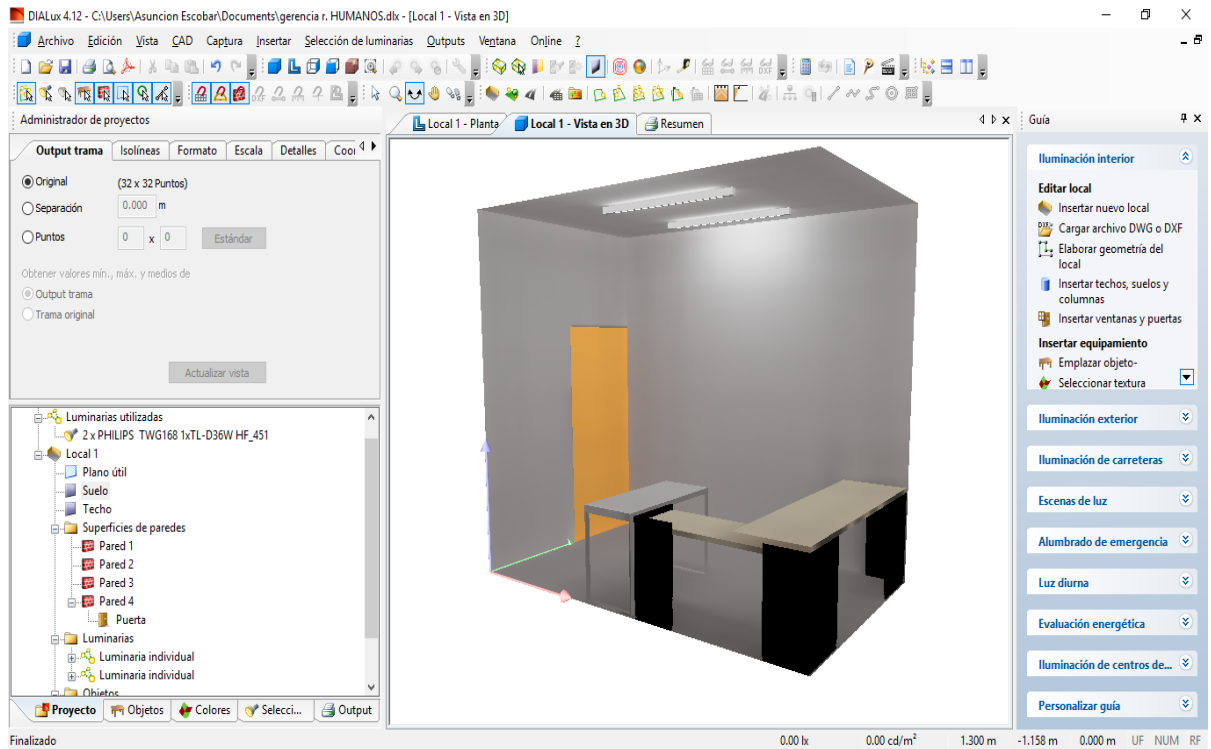 DIALux 4.12 - C:\Users\Asuncion Escobar\Documents\gerencia r. HUMANOS.dlx - [Local 1 - Vista en 3D]
Archivo Edición Vista CAD Captura Insertar Selección de luminarias Outputs Ventana Online ?
Administrador de proyectos
Output trama Isolíneas Formato Escala Detalles Coor
Original (32 x 32 Puntos)
Separación 0.000 m
Puntos 0 x 0 Estándar
Obtener valores mín., máx. y medios de
Output trama
Trama original
Actualizar vista
Luminarias utilizadas
2 x PHILIPS TWG168 1xTL-D36W HF_451
Local 1
Plano útil
Suelo
Techo
Superficies de paredes
Pared 1
Pared 2
Pared 3
Pared 4
Puerta
Luminarias
Luminaria individual
Luminaria individual
Objetos
Proyecto Objetos Colores Selecci... Output
Local 1 - Planta Local 1 - Vista en 3D Resumen
Guía
Iluminación interior
Editar local
Insertar nuevo local
Cargar archivo DWG o DXF
Elaborar geometría del
local
Insertar techos, suelos y
columnas
Insertar ventanas y puertas
Insertar equipamiento
Emplazar objeto-
Seleccionar textura
Iluminación exterior
Iluminación de carreteras
Escenas de luz
Alumbrado de emergencia
Luz diurna
Evaluación energética
Iluminación de centros de...
Personalizar guía
Finalizado 0.00 lx 0.00 cd/m² 1.300 m -1.158 m 0.000 m UF NUM RF